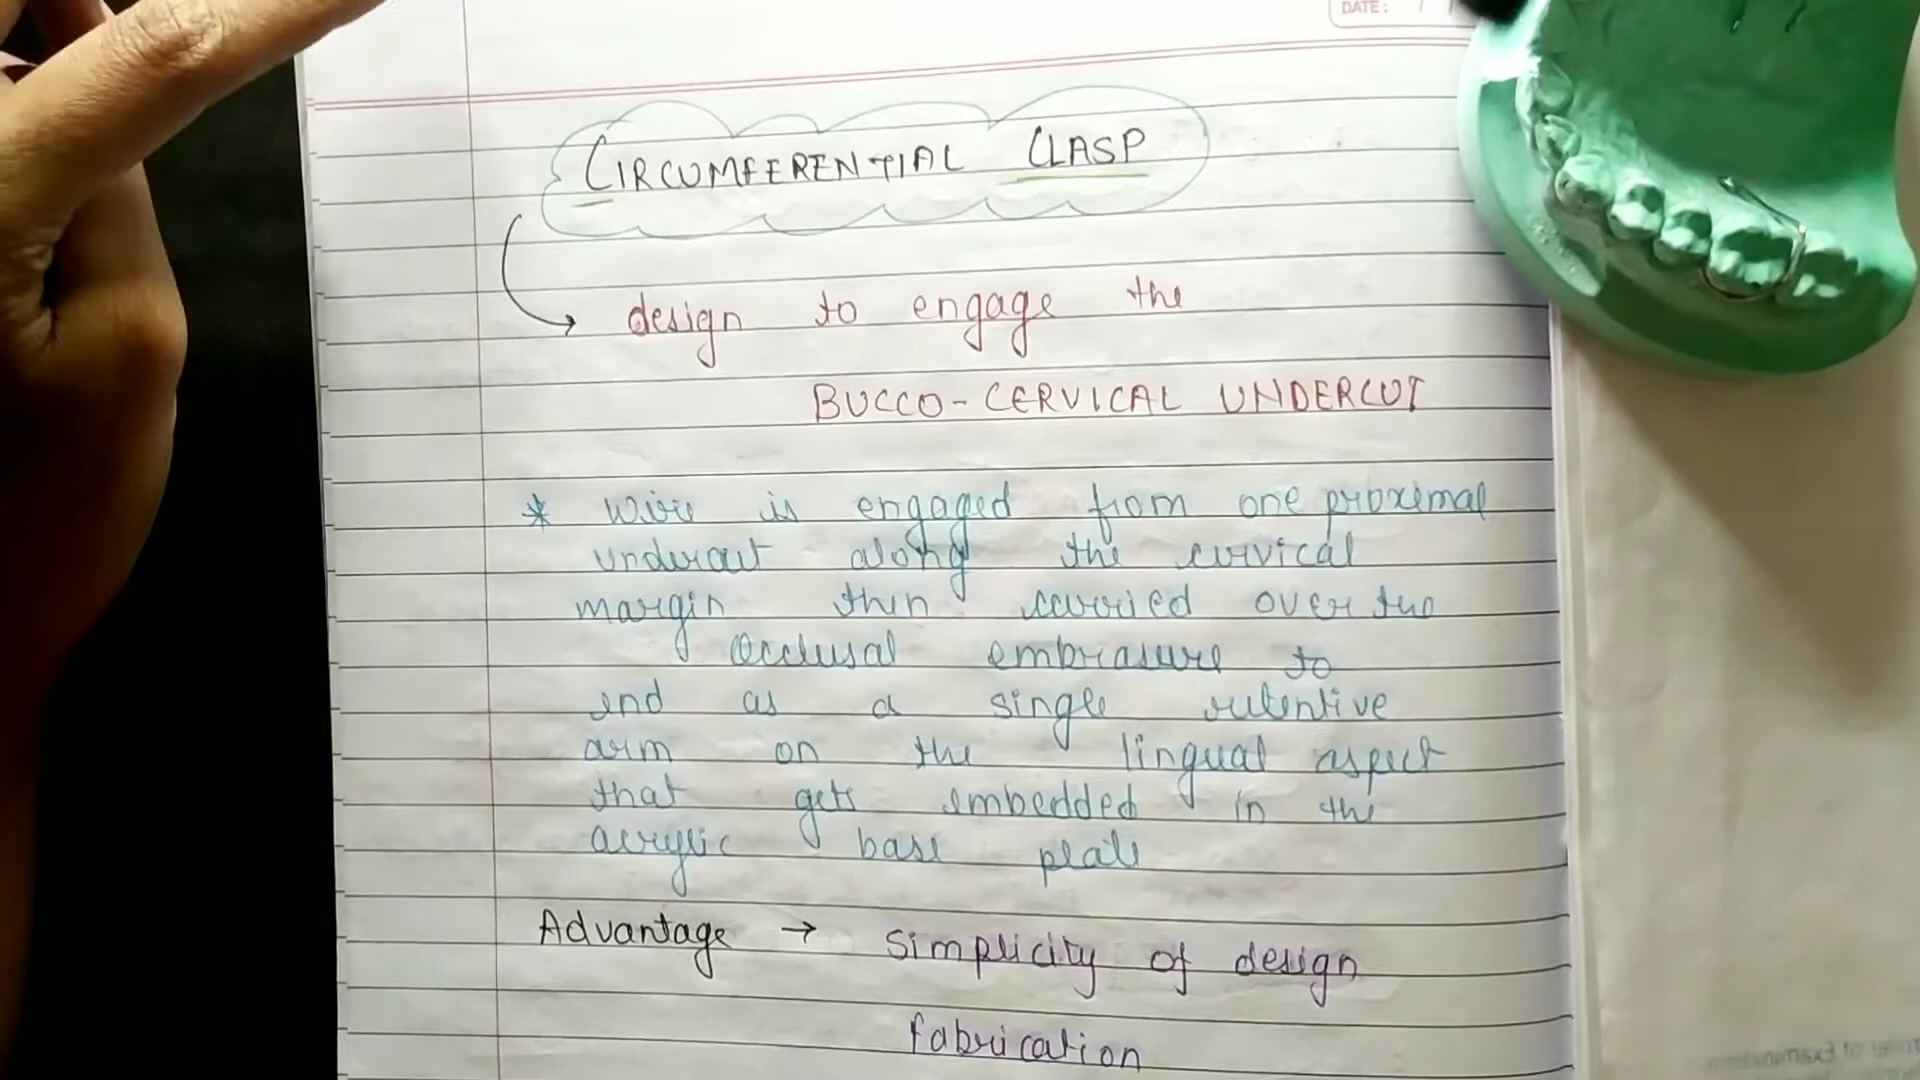 DATE: / /
CIRCUMFERENTIAL CLASP
design to engage the
BUCCO-CERVICAL UNDERCUT
* wire is engaged from one proximal
undercut along the cervical
margin then carried over the
occlusal embrasure to
end as a single retentive
arm on the lingual aspect
that gets embedded in the
acrylic base plate
Advantage → simplicity of design
fabrication